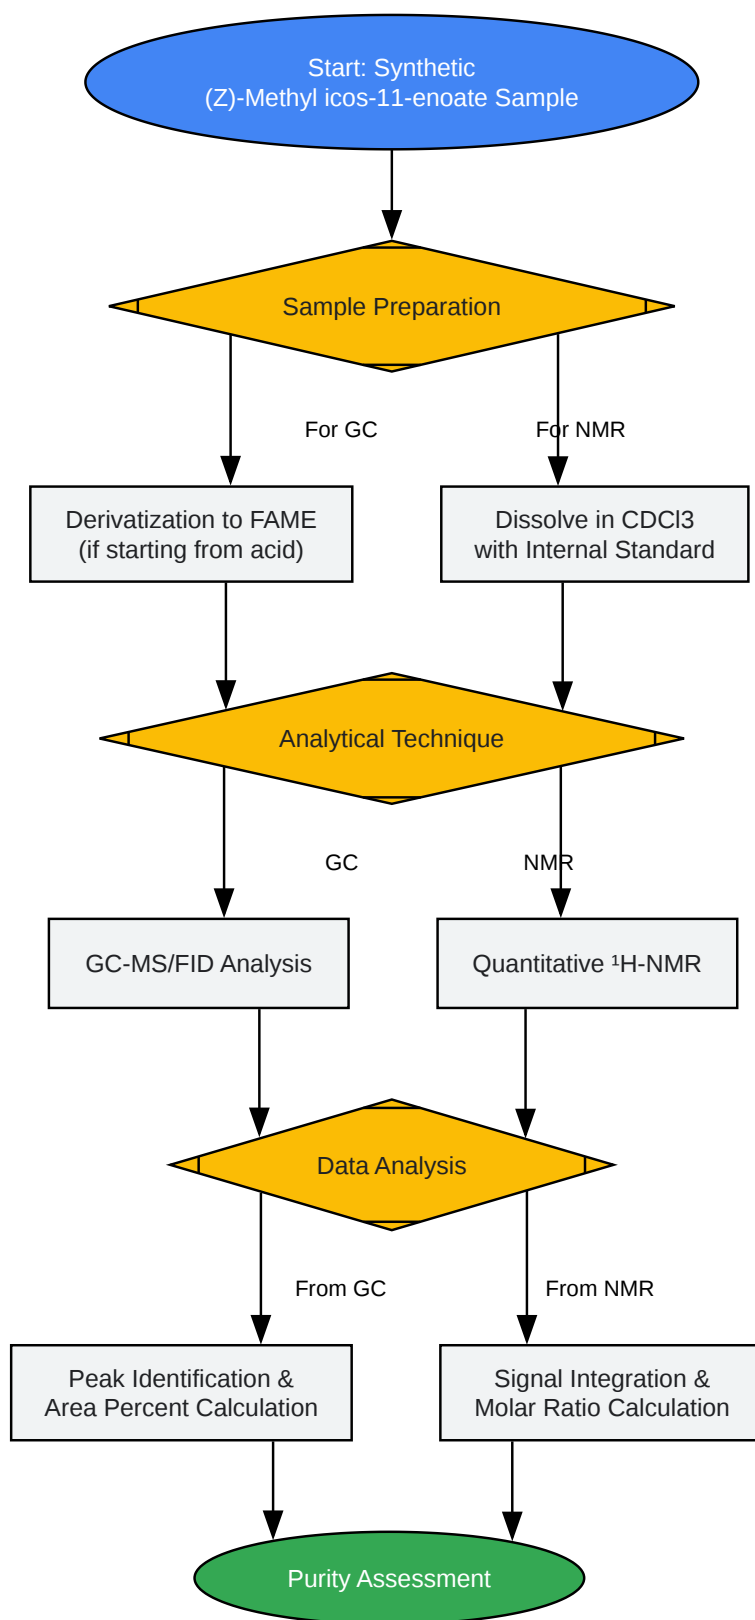 Start: Synthetic
(Z)-Methyl icos-11-enoate Sample
Sample Preparation
For GC
For NMR
Derivatization to FAME
(if starting from acid)
Dissolve in CDCl3
with Internal Standard
Analytical Technique
GC
NMR
GC-MS/FID Analysis
Quantitative ¹H-NMR
Data Analysis
From GC
From NMR
Peak Identification &
Area Percent Calculation
Signal Integration &
Molar Ratio Calculation
Purity Assessment